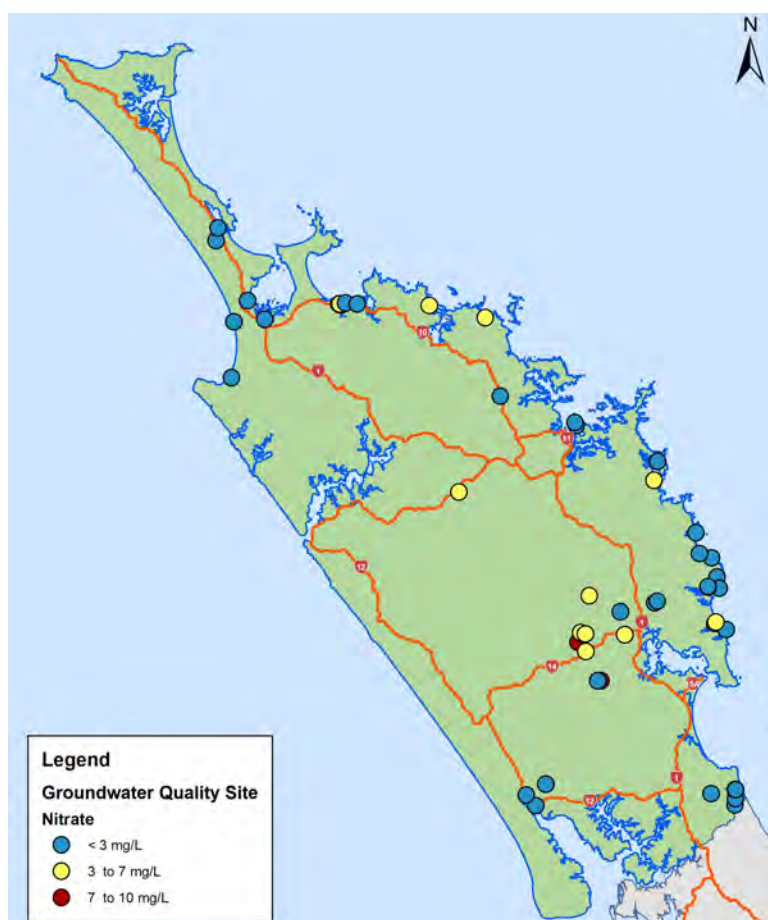 N
1
10
11
12
1
14
1A
1
12
Legend
Groundwater Quality Site
Nitrate
< 3 mg/L
3 to 7 mg/L
7 to 10 mg/L